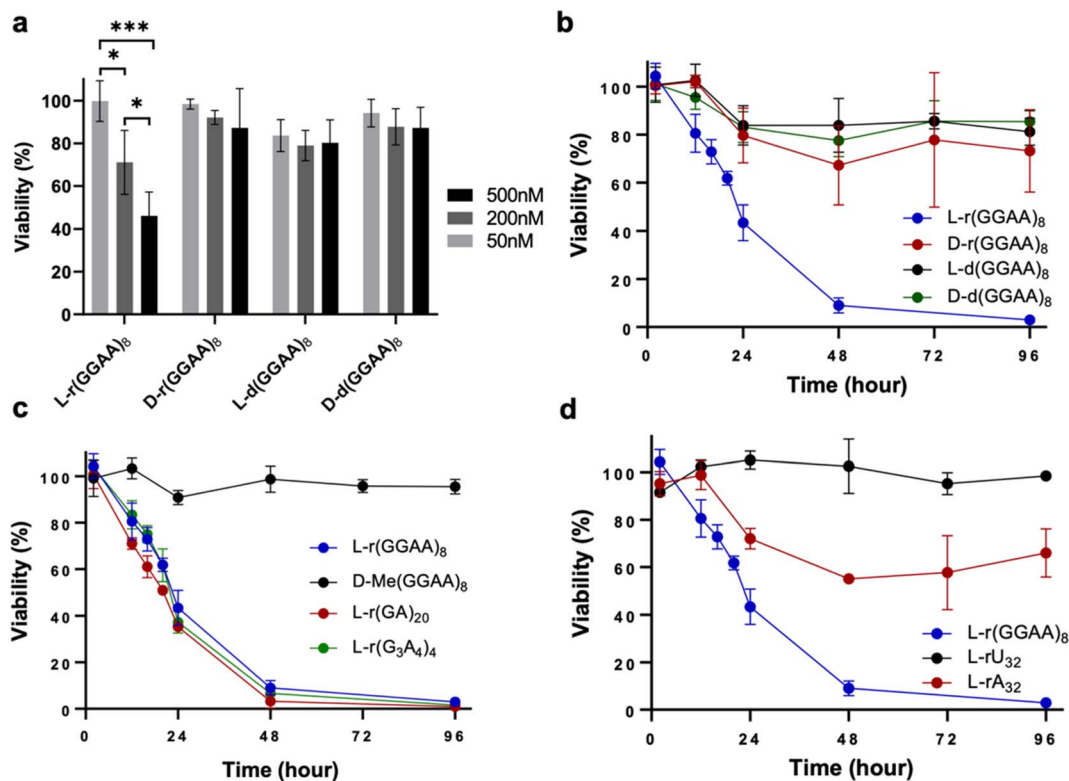 a
***
*
*
Viability (%)
100
80
60
40
20
0
500nM
200nM
50nM
L-r(GGAA)8
D-r(GGAA)8
L-d(GGAA)8
D-d(GGAA)8
b
Viability (%)
100
80
60
40
20
0
L-r(GGAA)8
D-r(GGAA)8
L-d(GGAA)8
D-d(GGAA)8
0 24 48 72 96
Time (hour)
c
Viability (%)
100
80
60
40
20
0
L-r(GGAA)8
D-Me(GGAA)8
L-r(GA)20
L-r(G3A4)4
0 24 48 72 96
Time (hour)
d
Viability (%)
100
80
60
40
20
0
L-r(GGAA)8
L-rU32
L-rA32
0 24 48 72 96
Time (hour)